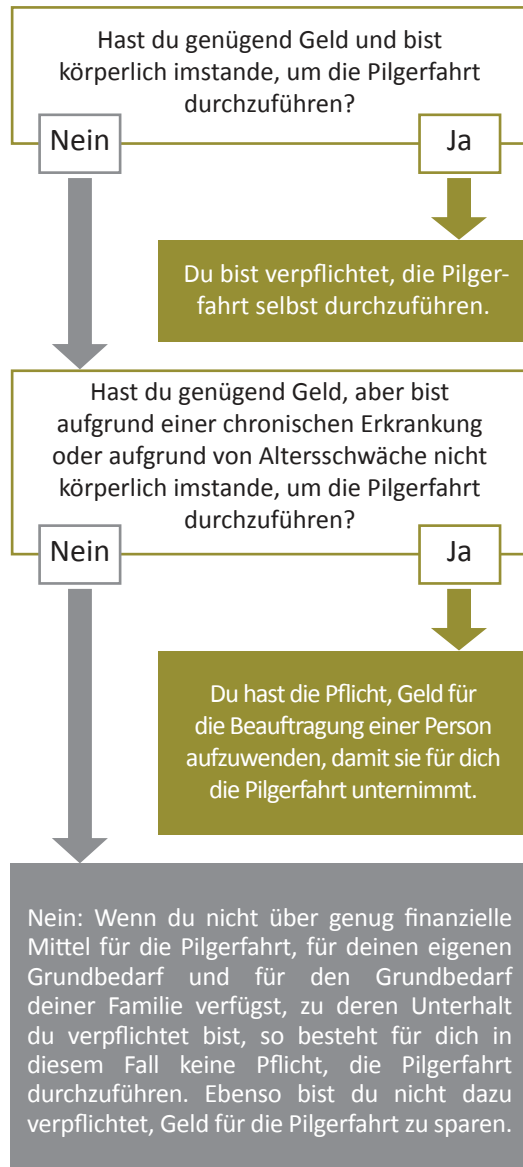 Hast du genügend Geld und bist
körperlich imstande, um die Pilgerfahrt
durchzuführen?
Nein
Ja
Du bist verpflichtet, die Pilger-
fahrt selbst durchzuführen.
Hast du genügend Geld, aber bist
aufgrund einer chronischen Erkrankung
oder aufgrund von Altersschwäche nicht
körperlich imstande, um die Pilgerfahrt
durchzuführen?
Nein
Ja
Du hast die Pflicht, Geld für
die Beauftragung einer Person
aufzuwenden, damit sie für dich
die Pilgerfahrt unternimmt.
Nein: Wenn du nicht über genug finanzielle
Mittel für die Pilgerfahrt, für deinen eigenen
Grundbedarf und für den Grundbedarf
deiner Familie verfügst, zu deren Unterhalt
du verpflichtet bist, so besteht für dich in
diesem Fall keine Pflicht, die Pilgerfahrt
durchzuführen. Ebenso bist du nicht dazu
verpflichtet, Geld für die Pilgerfahrt zu sparen.